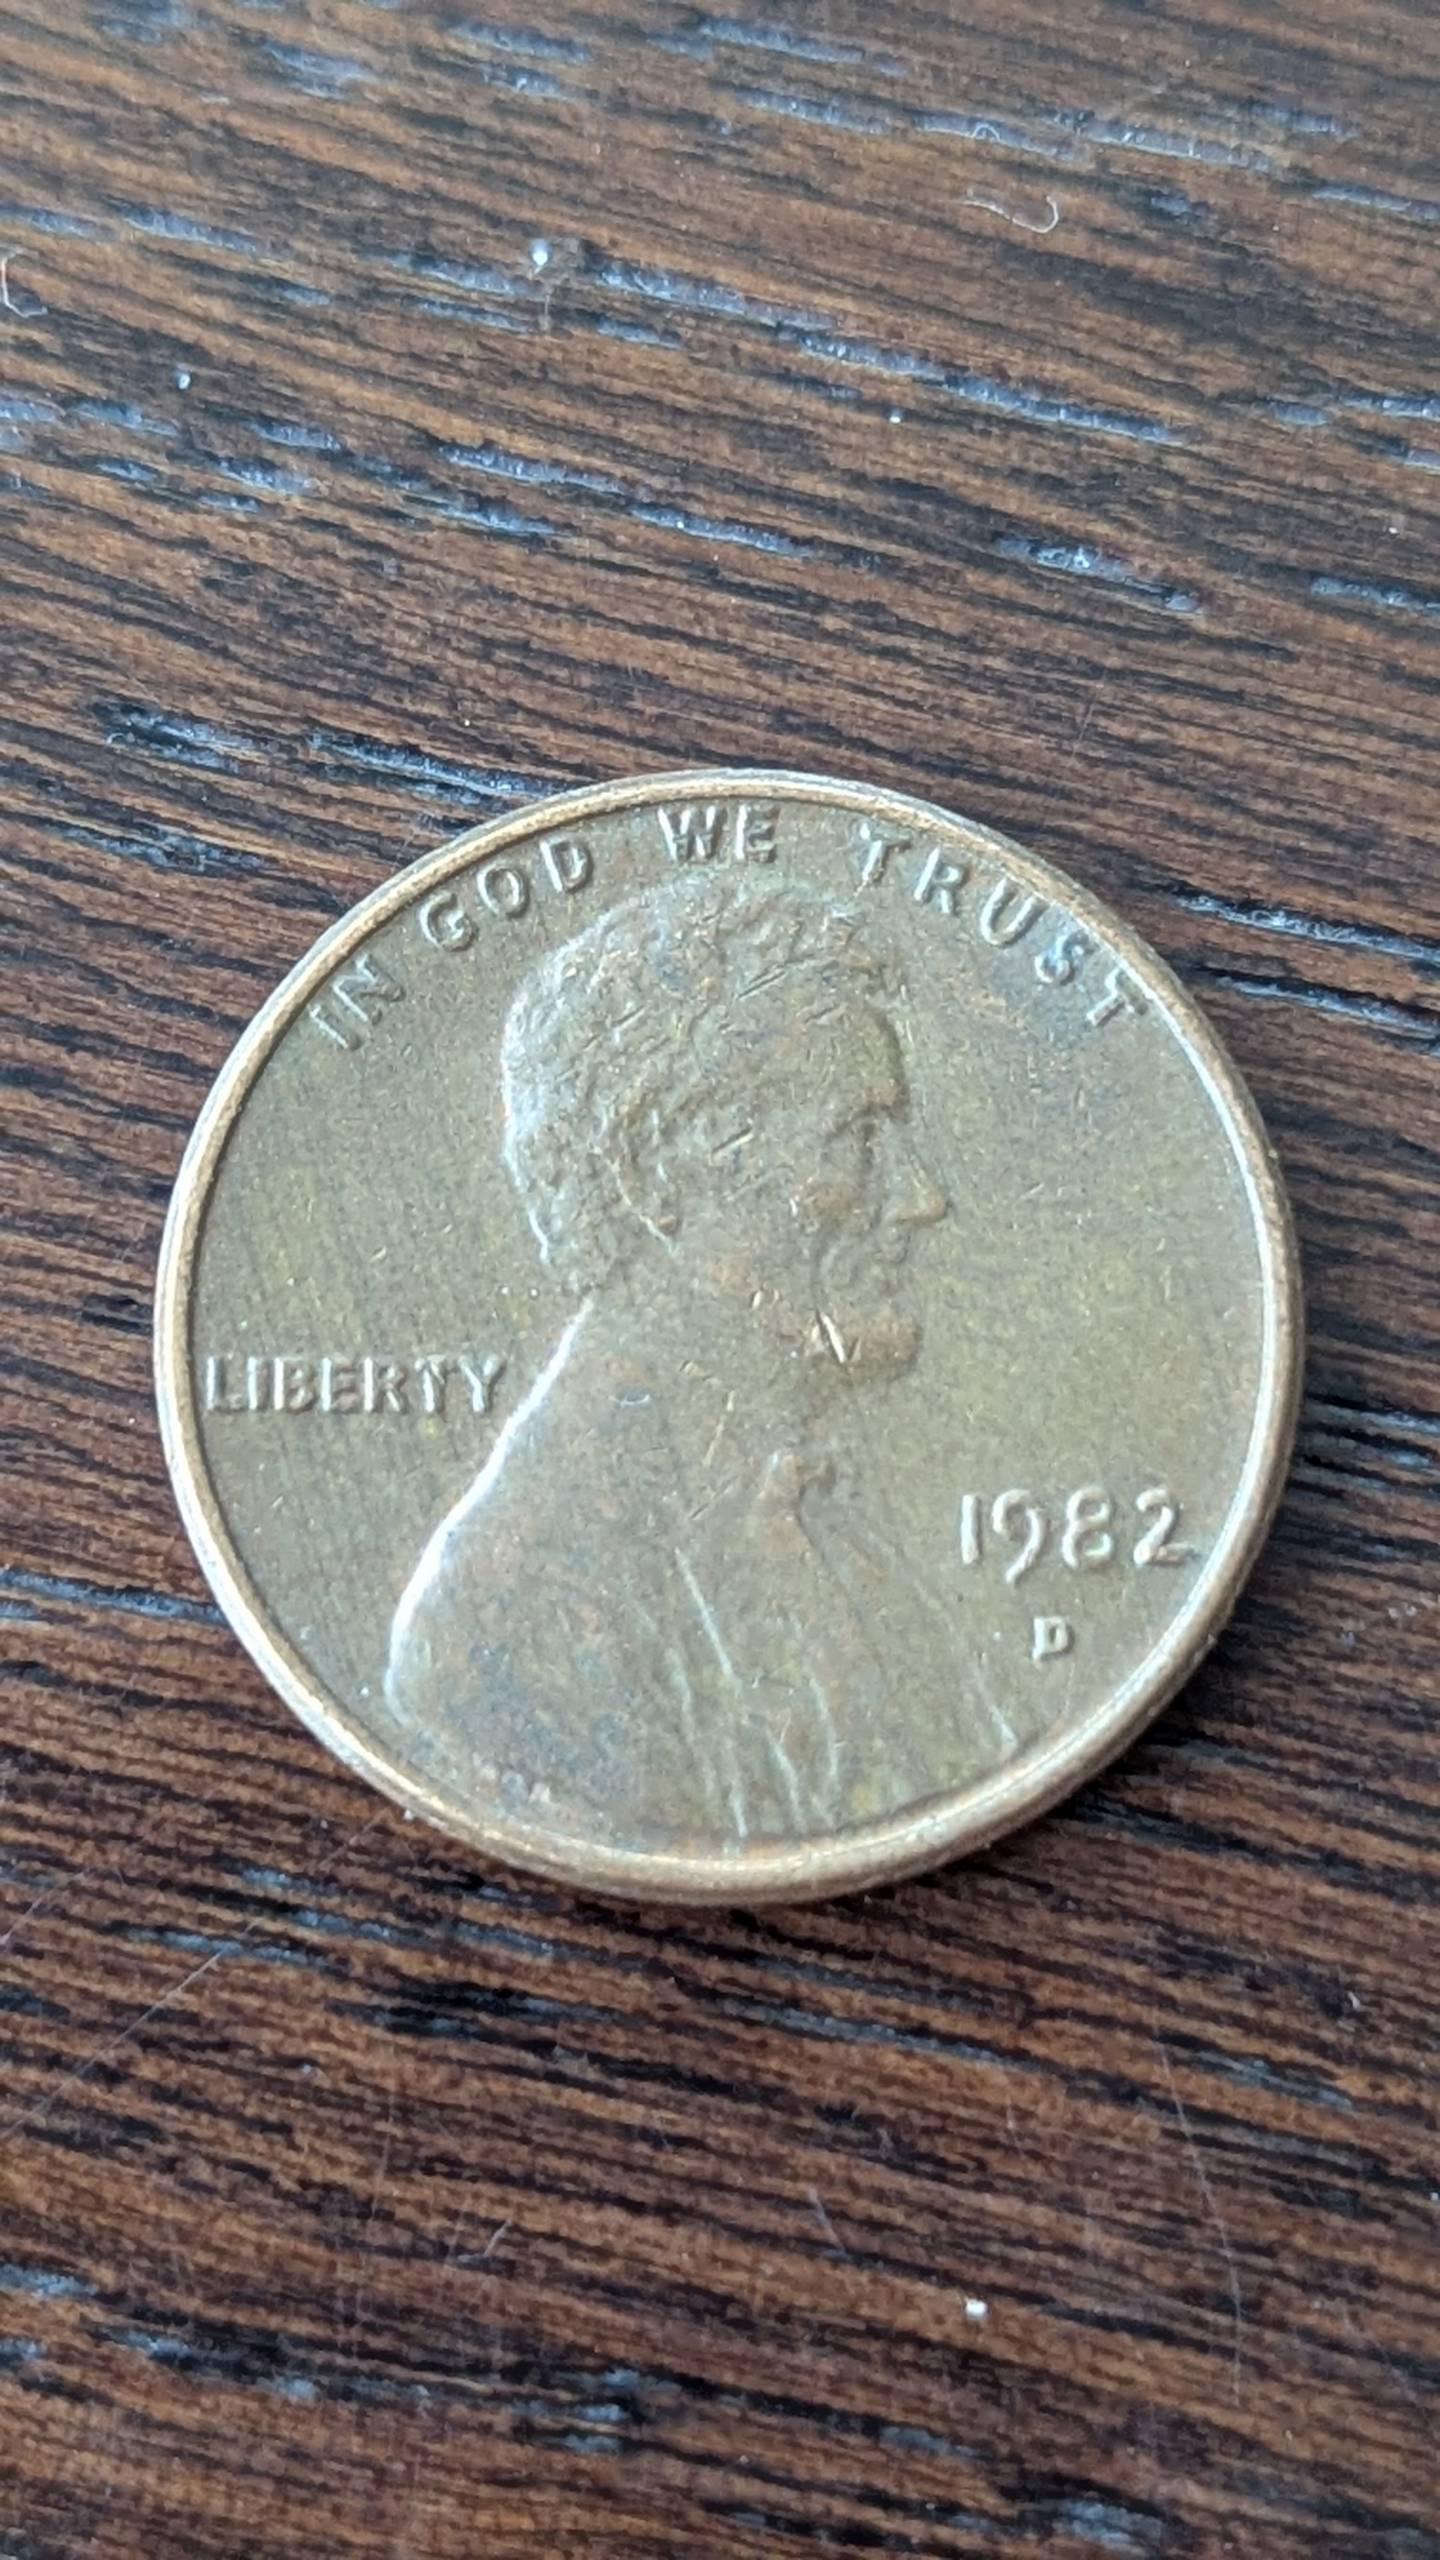 IN GOD WE TRUST
LIBERTY
1982
D